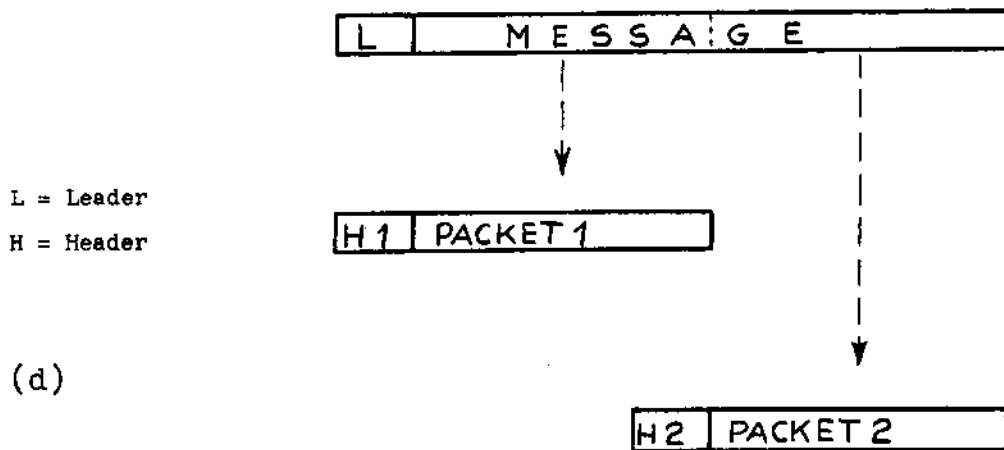 L MESSAGE
L = Leader
H1 PACKET 1
H = Header
(d)
H2 PACKET 2